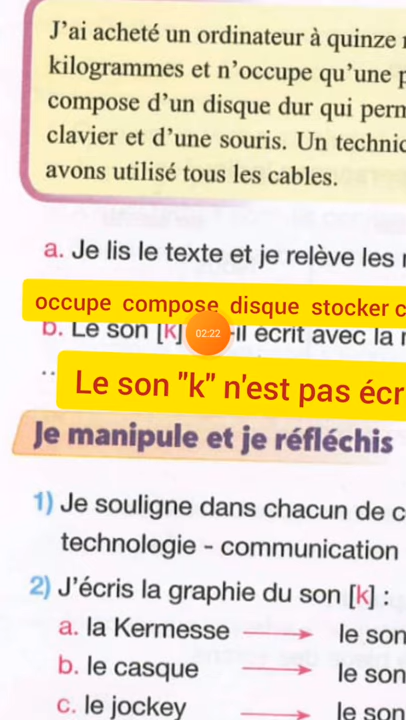 J'ai acheté un ordinateur à quinze
kilogrammes et n'occupe qu'une
compose d'un disque dur qui
clavier et d'une souris. Un
avons utilisé tous les cables.
a. Je lis le texte et je relève les
occupe compose disque stocker
b. Le son [k] -il écrit avec la
02:22
Le son "k" n'est pas
Je manipule et je réfléchis
1) Je souligne dans chacun de
technologie - communication
2) J'écris la graphie du son [k] :
a. la Kermesse → le son
b. le casque → le son
c. le jockey → le son